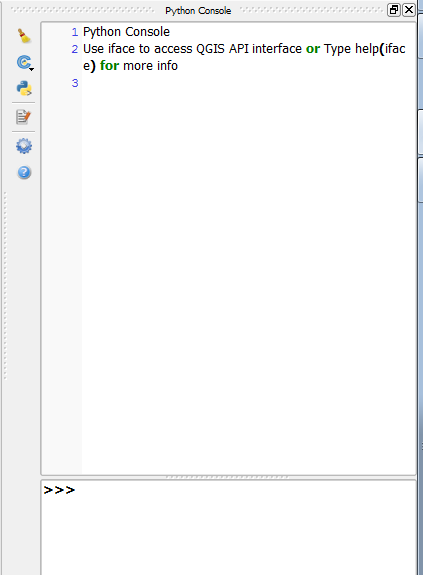 Python Console
1 Python Console
2 Use iface to access QGIS API interface or Type help(ifac
e) for more info
3
>>>